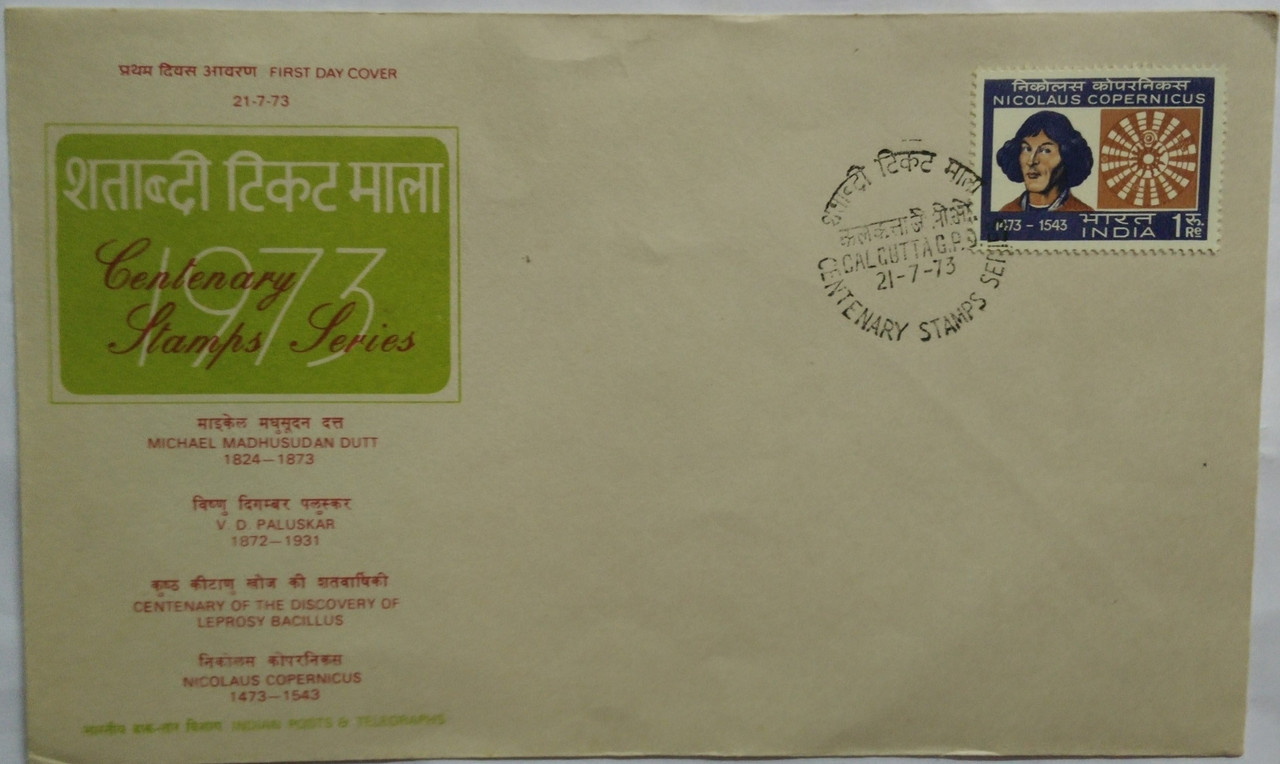 प्रथम दिवस आवरण FIRST DAY COVER
21-7-73
शताब्दी टिकट माला
1973
Centenary
Stamps Series
माइकेल मधुसूदन दत्त
MICHAEL MADHUSUDAN DUTT
1824—1873
विष्णु दिगम्बर पलुस्कर
V. D. PALUSKAR
1872—1931
कुष्ठ कीटाणु खोज की शतवार्षिकी
CENTENARY OF THE DISCOVERY OF
LEPROSY BACILLUS
निकोलस कोपरनिकस
NICOLAUS COPERNICUS
1473—1543
भारतीय डाक-तार विभाग INDIAN POSTS & TELEGRAPHS
निकोलस कोपरनिकस
NICOLAUS COPERNICUS
1473 - 1543
भारत
INDIA
1 रु.
Re
शताब्दी टिकट माला
कलकत्ता जी.पी.ओ.
CALCUTTA G.P.O.
21-7-73
CENTENARY STAMPS SERIES